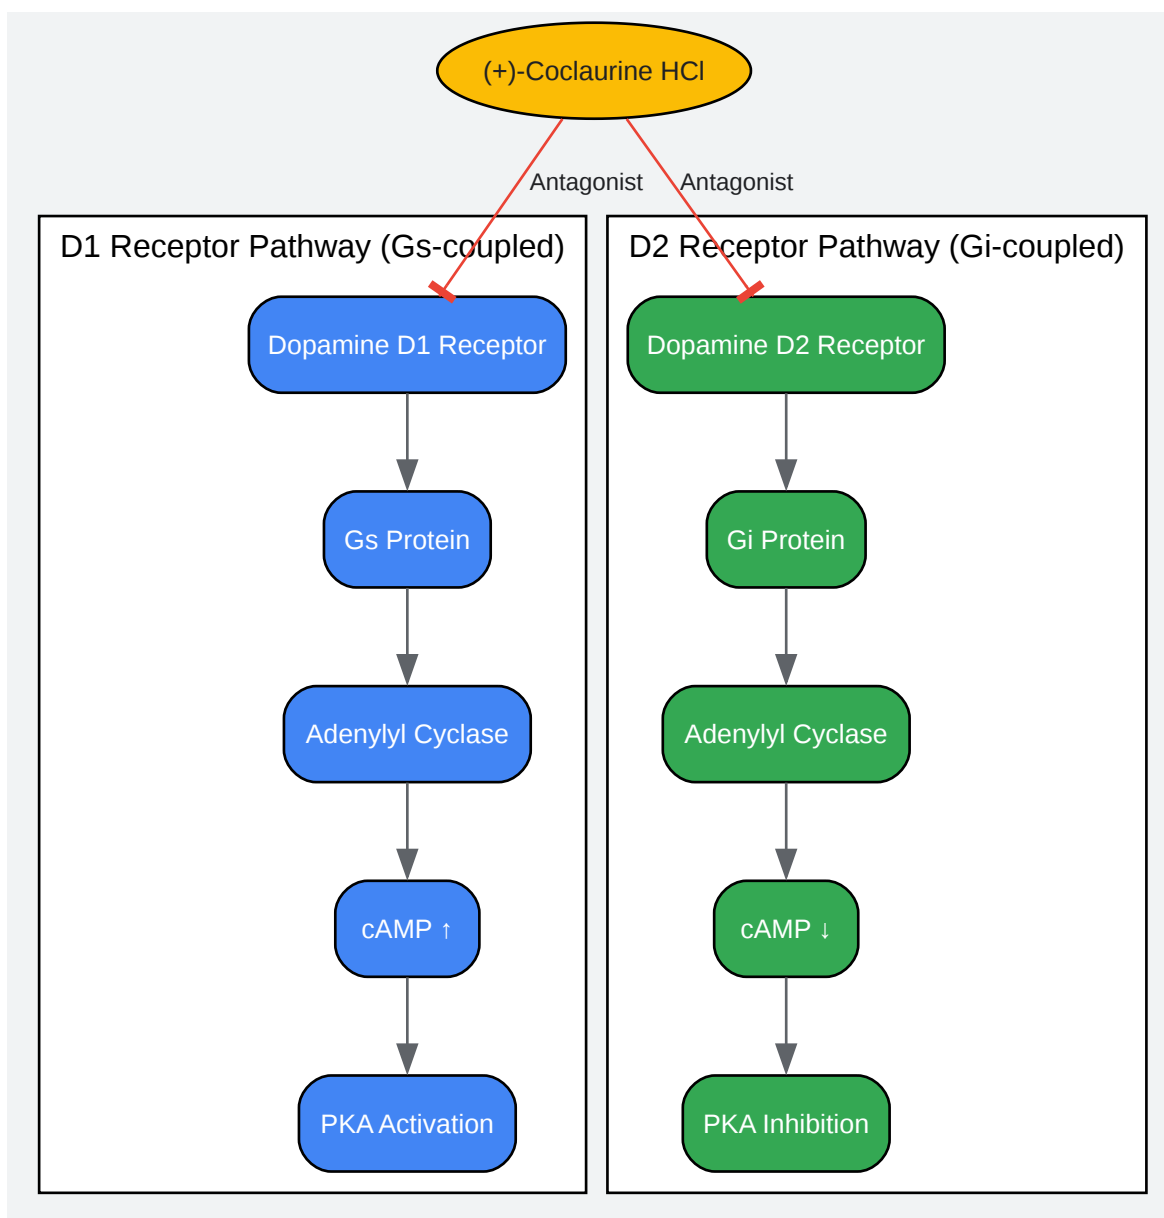 (+)-Coclaurine HCl
Antagonist
Antagonist
D1 Receptor Pathway (Gs-coupled)
Dopamine D1 Receptor
Gs Protein
Adenylyl Cyclase
cAMP ↑
PKA Activation
D2 Receptor Pathway (Gi-coupled)
Dopamine D2 Receptor
Gi Protein
Adenylyl Cyclase
cAMP ↓
PKA Inhibition